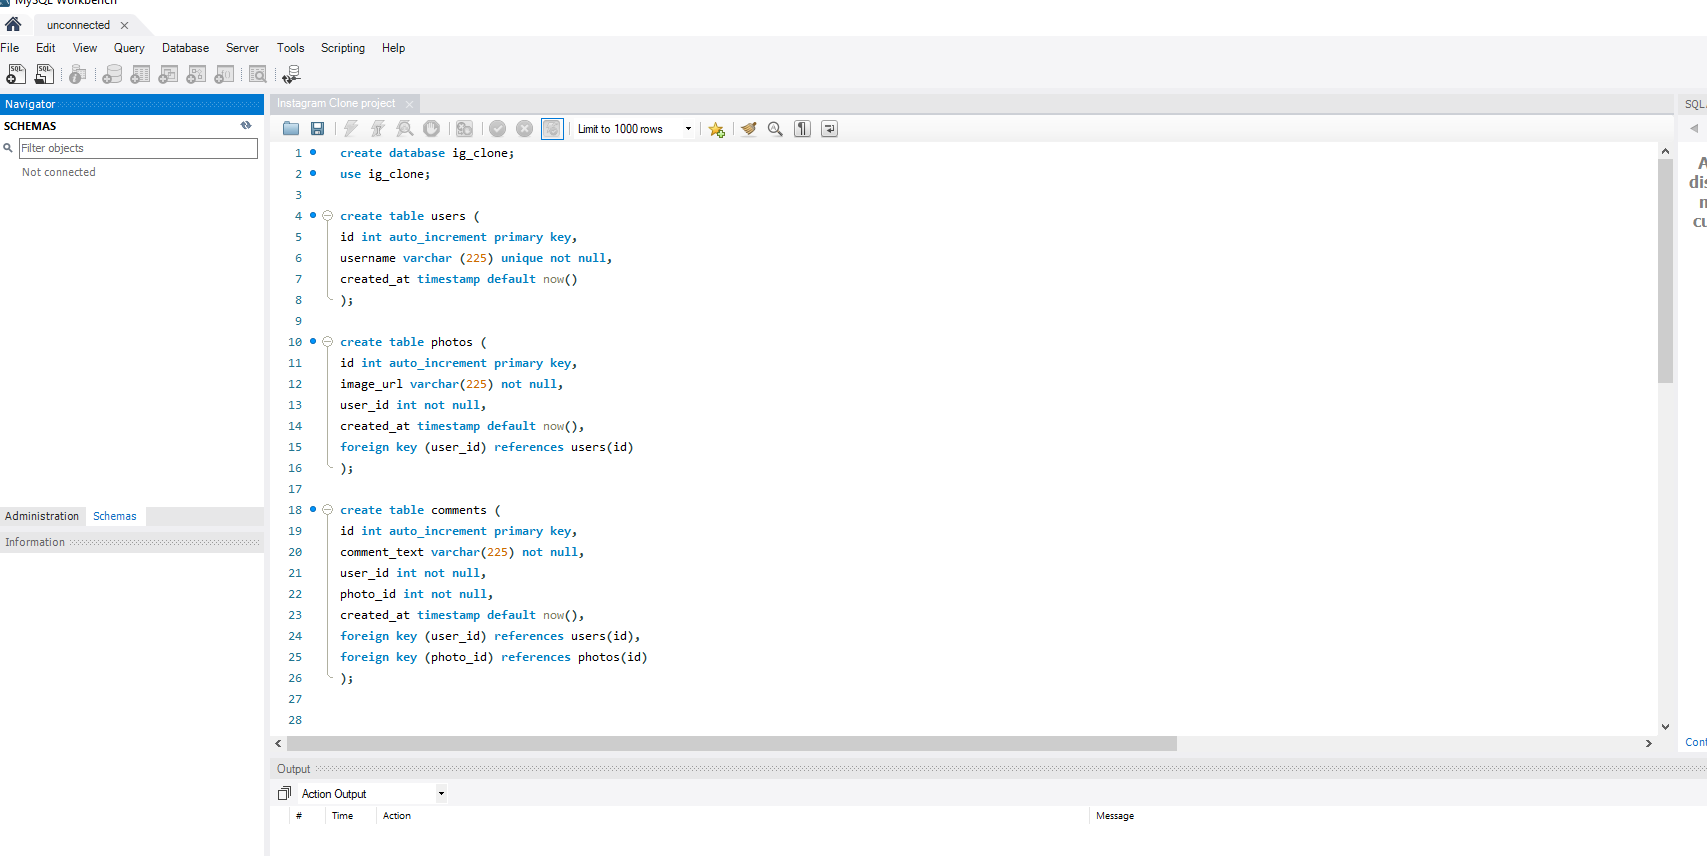 MySQL Workbench
unconnected
File Edit View Query Database Server Tools Scripting Help
Navigator
SCHEMAS
Filter objects
Not connected
Administration Schemas
Information
Instagram Clone project
Limit to 1000 rows
1 create database ig_clone;
2 use ig_clone;
3
4 create table users (
5 id int auto_increment primary key,
6 username varchar (225) unique not null,
7 created_at timestamp default now()
8 );
9
10 create table photos (
11 id int auto_increment primary key,
12 image_url varchar(225) not null,
13 user_id int not null,
14 created_at timestamp default now(),
15 foreign key (user_id) references users(id)
16 );
17
18 create table comments (
19 id int auto_increment primary key,
20 comment_text varchar(225) not null,
21 user_id int not null,
22 photo_id int not null,
23 created_at timestamp default now(),
24 foreign key (user_id) references users(id),
25 foreign key (photo_id) references photos(id)
26 );
27
28
Output
Action Output
# Time Action Message
SQL